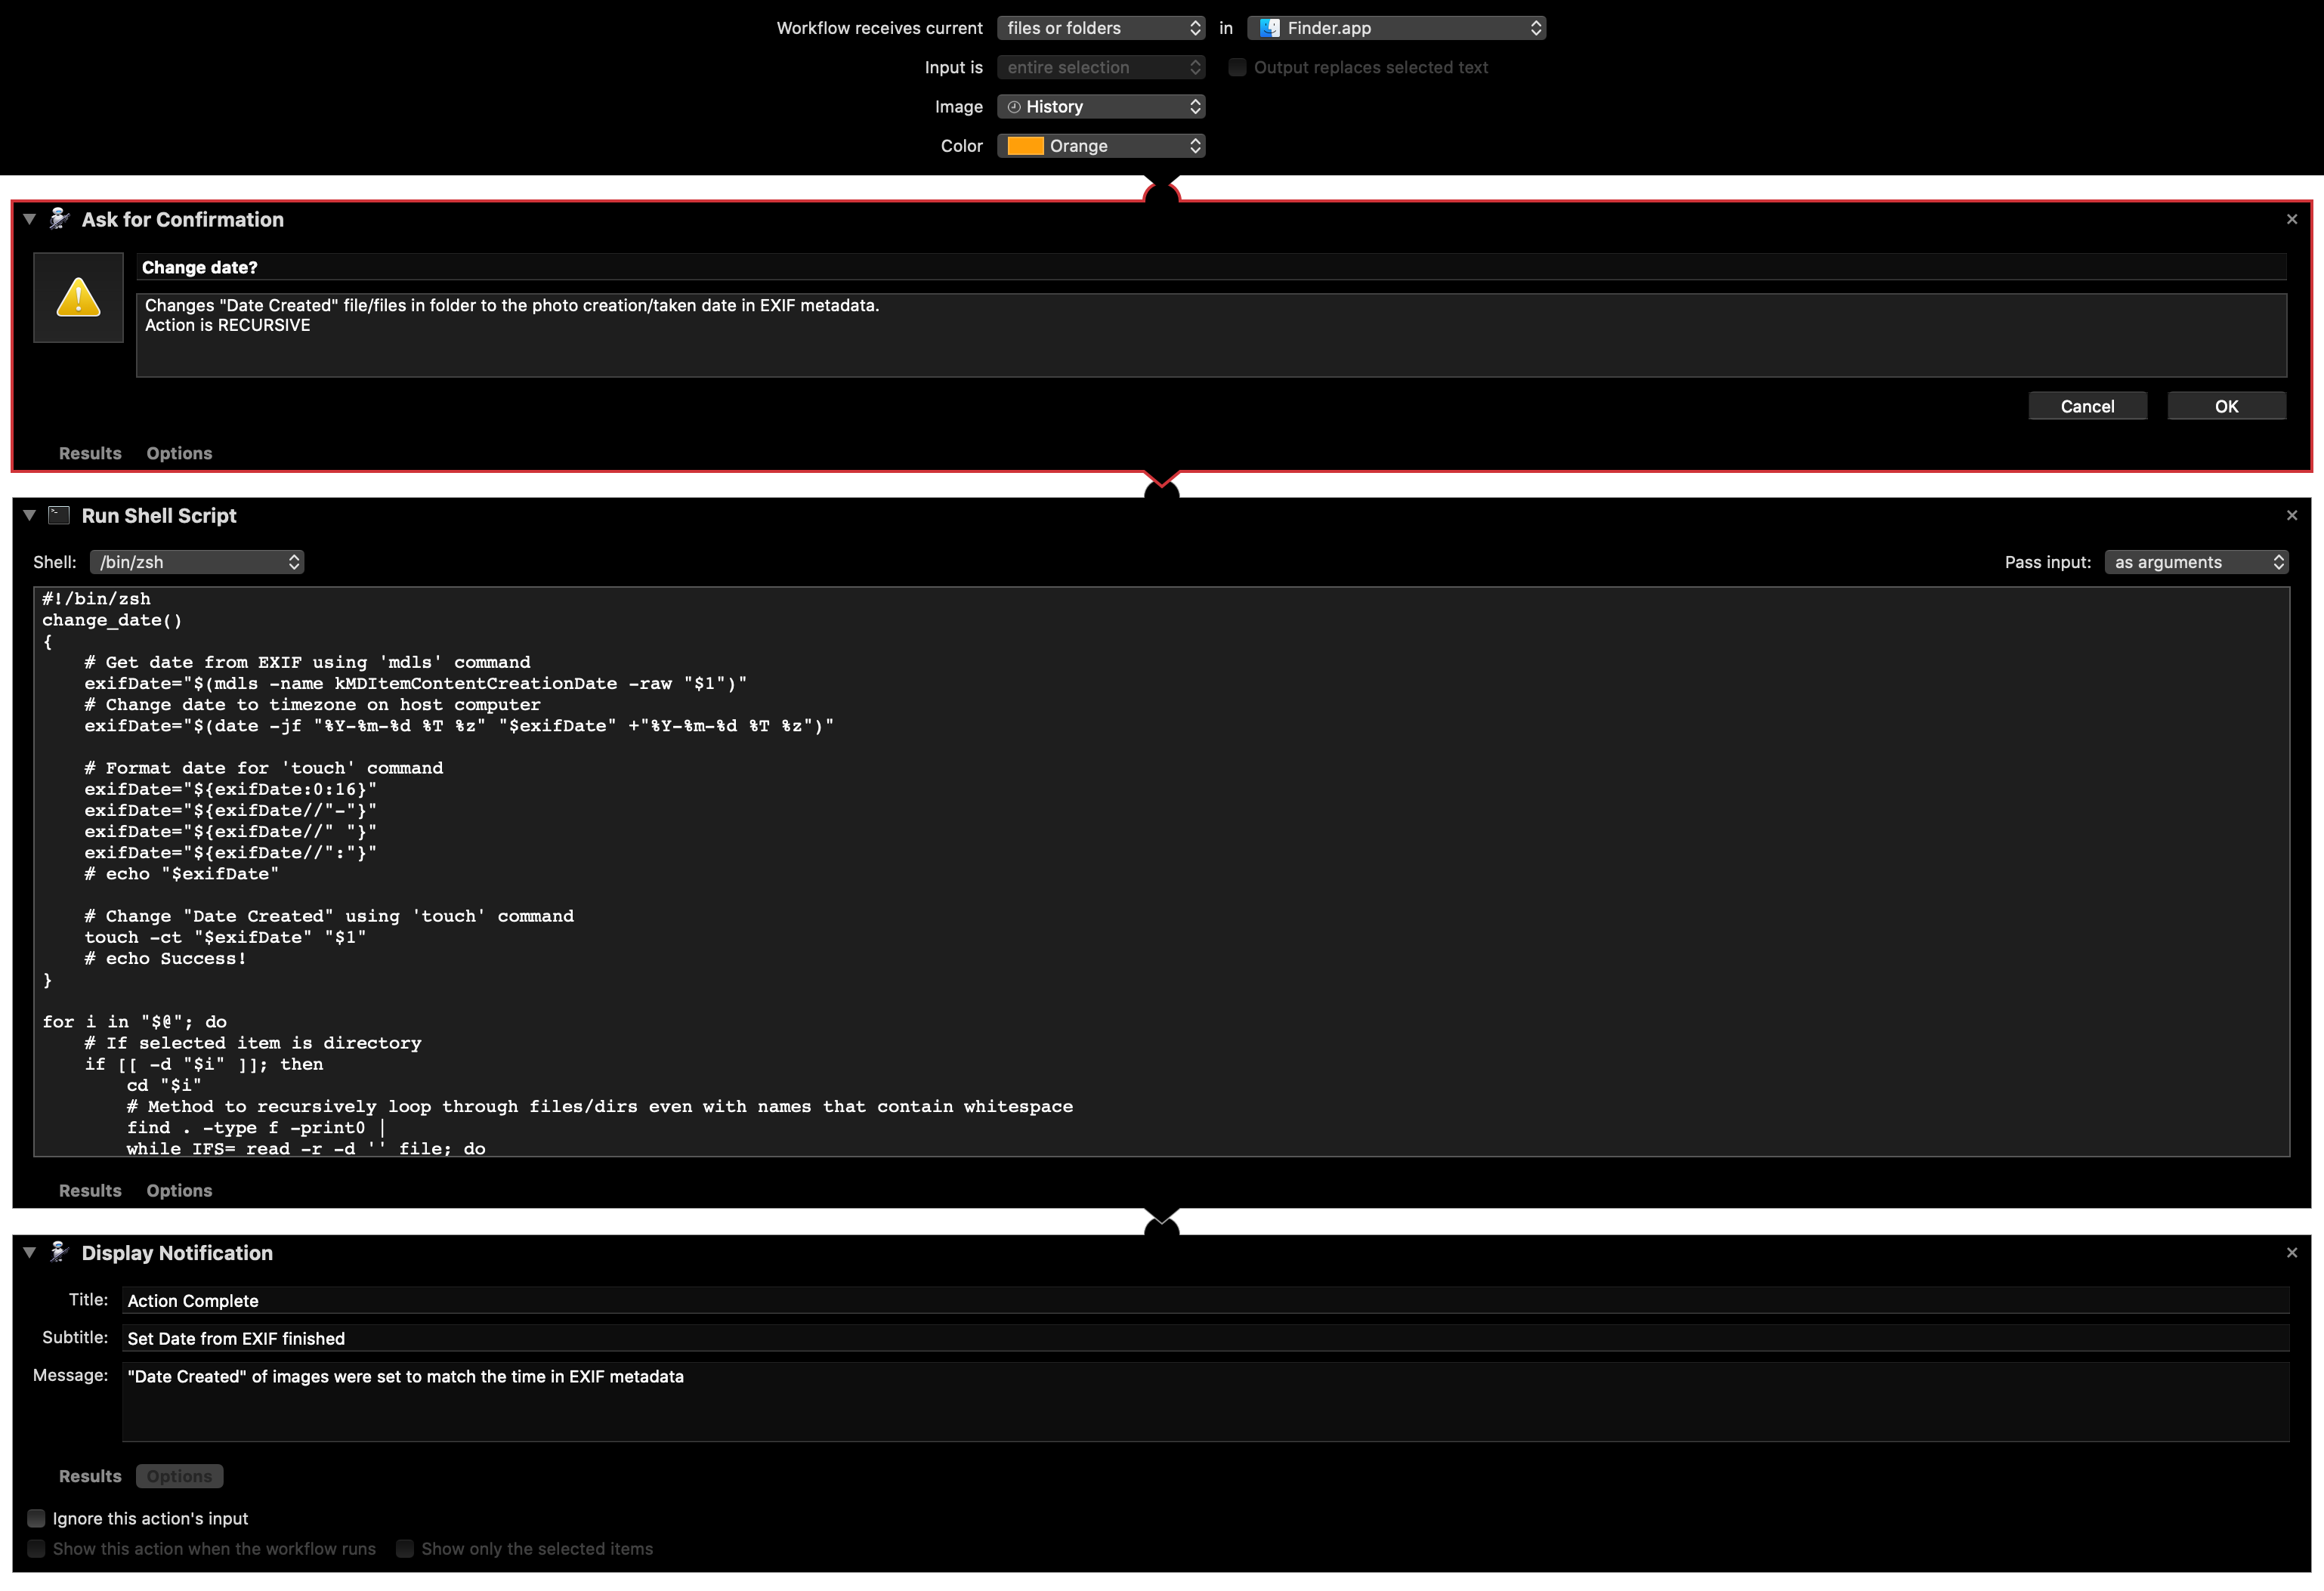 Workflow receives current files or folders in Finder.app
Input is entire selection Output replaces selected text
Image History
Color Orange
Ask for Confirmation
Change date?
Changes "Date Created" file/files in folder to the photo creation/taken date in EXIF metadata.
Action is RECURSIVE
Cancel OK
Results Options
Run Shell Script
Shell: /bin/zsh Pass input: as arguments
#!/bin/zsh
change_date()
{
    # Get date from EXIF using 'mdls' command
    exifDate="$(mdls -name kMDItemContentCreationDate -raw "$1")"
    # Change date to timezone on host computer
    exifDate="$(date -jf "%Y-%m-%d %T %z" "$exifDate" +"%Y-%m-%d %T %z")"
    # Format date for 'touch' command
    exifDate="${exifDate:0:16}"
    exifDate="${exifDate//"-"}"
    exifDate="${exifDate//" "}"
    exifDate="${exifDate//":"}"
    # echo "$exifDate"
    # Change "Date Created" using 'touch' command
    touch -ct "$exifDate" "$1"
    # echo Success!
}
for i in "$@"; do
    # If selected item is directory
    if [[ -d "$i" ]]; then
        cd "$i"
        # Method to recursively loop through files/dirs even with names that contain whitespace
        find . -type f -print0 |
        while IFS= read -r -d '' file; do
Results Options
Display Notification
Title: Action Complete
Subtitle: Set Date from EXIF finished
Message: "Date Created" of images were set to match the time in EXIF metadata
Results Options
Ignore this action's input
Show this action when the workflow runs Show only the selected items